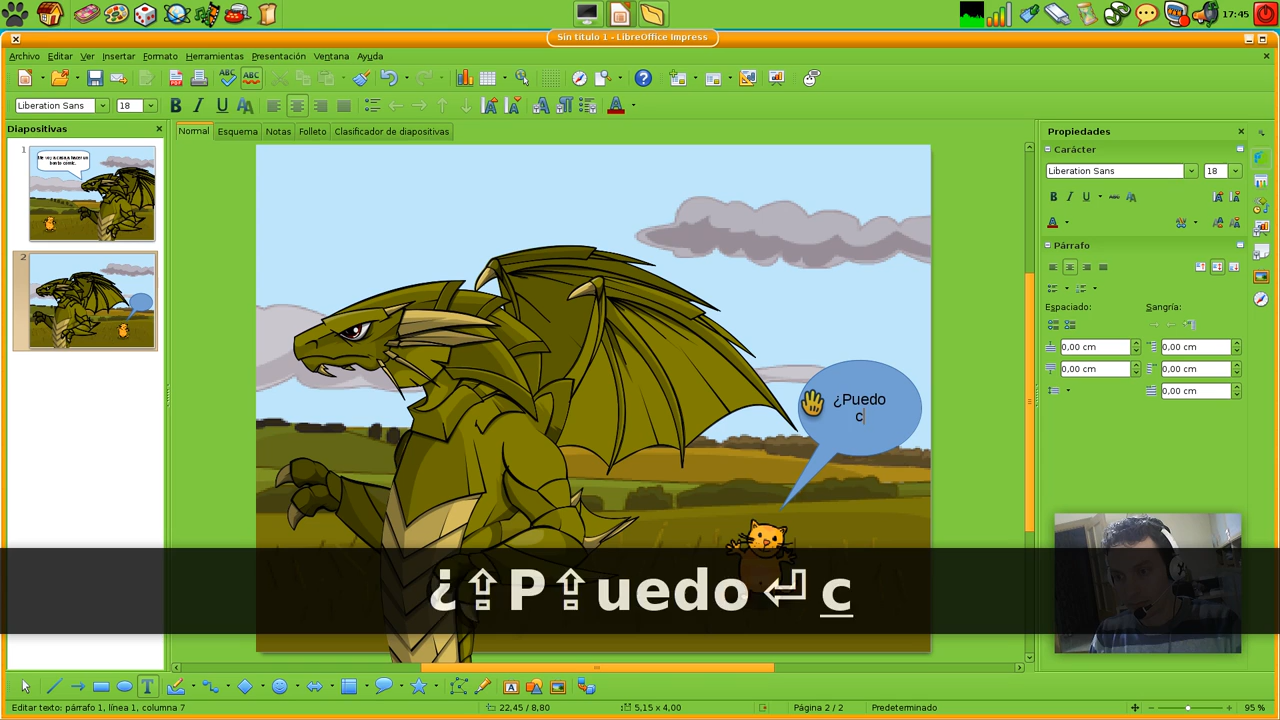 17:45
Sin título 1 - LibreOffice Impress
Archivo Editar Ver Insertar Formato Herramientas Presentación Ventana Ayuda
Liberation Sans 18
Diapositivas
Normal Esquema Notas Folleto Clasificador de diapositivas
Propiedades
Carácter
Liberation Sans 18
Párrafo
Espaciado: Sangría:
0,00 cm 0,00 cm
0,00 cm 0,00 cm
0,00 cm
1
2
¿Puedo
c
¿⇪P⇪uedo⏎c
Editar texto: párrafo 1, línea 1, columna 7 22,45 / 8,80 5,15 x 4,00 Página 2 / 2 Predeterminado 95 %